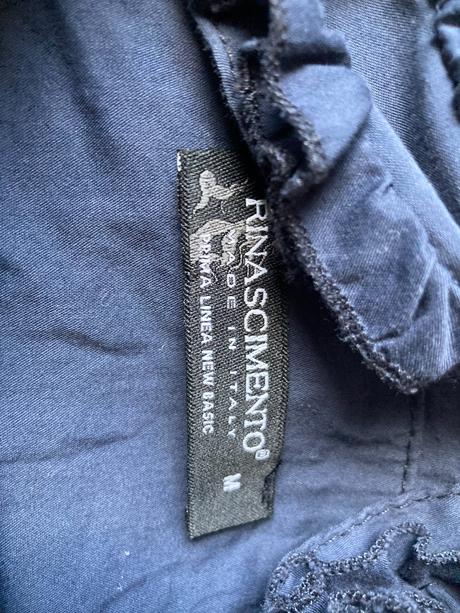 RINASCIMENTO®
MADE IN ITALY
PRIMA LINEA NEW BASIC
M